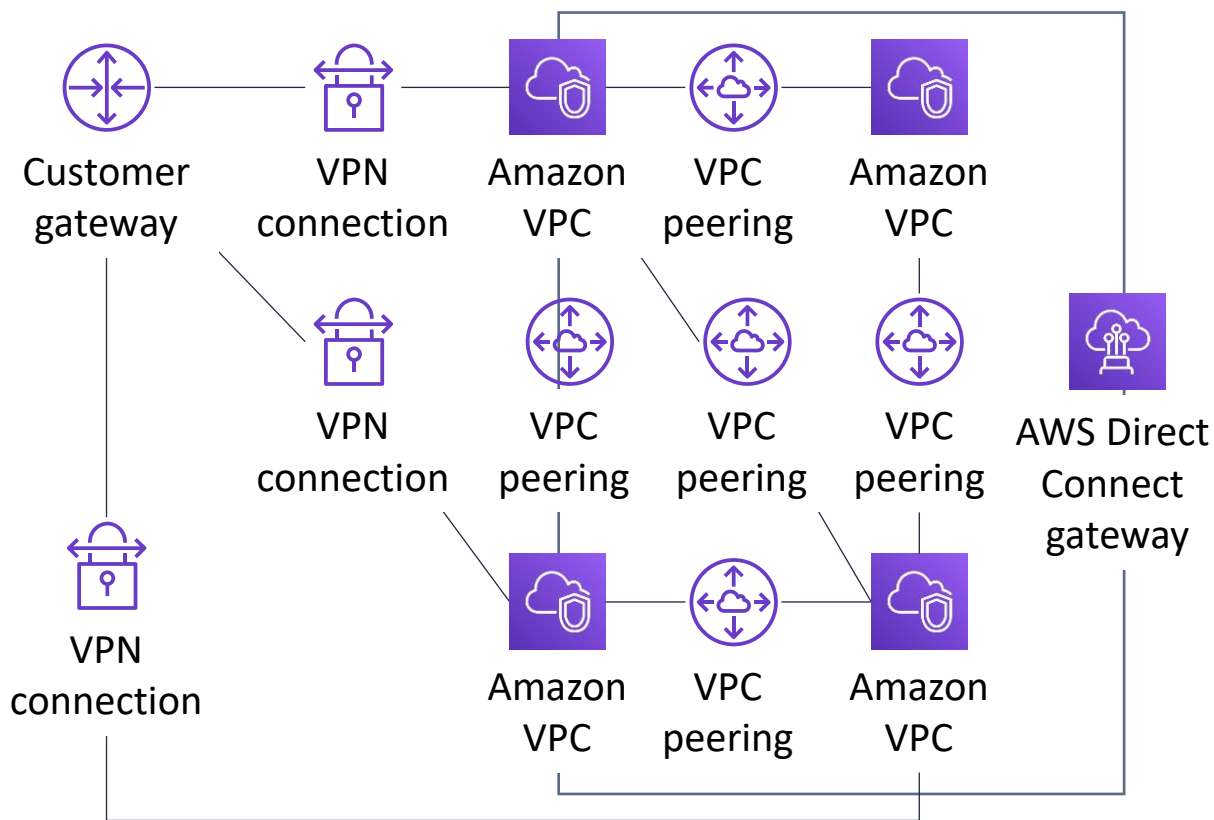 Customer
gateway
VPN
connection
Amazon
VPC
VPC
peering
Amazon
VPC
VPN
connection
VPC
peering
VPC
peering
VPC
peering
AWS Direct
Connect
gateway
VPN
connection
Amazon
VPC
VPC
peering
Amazon
VPC